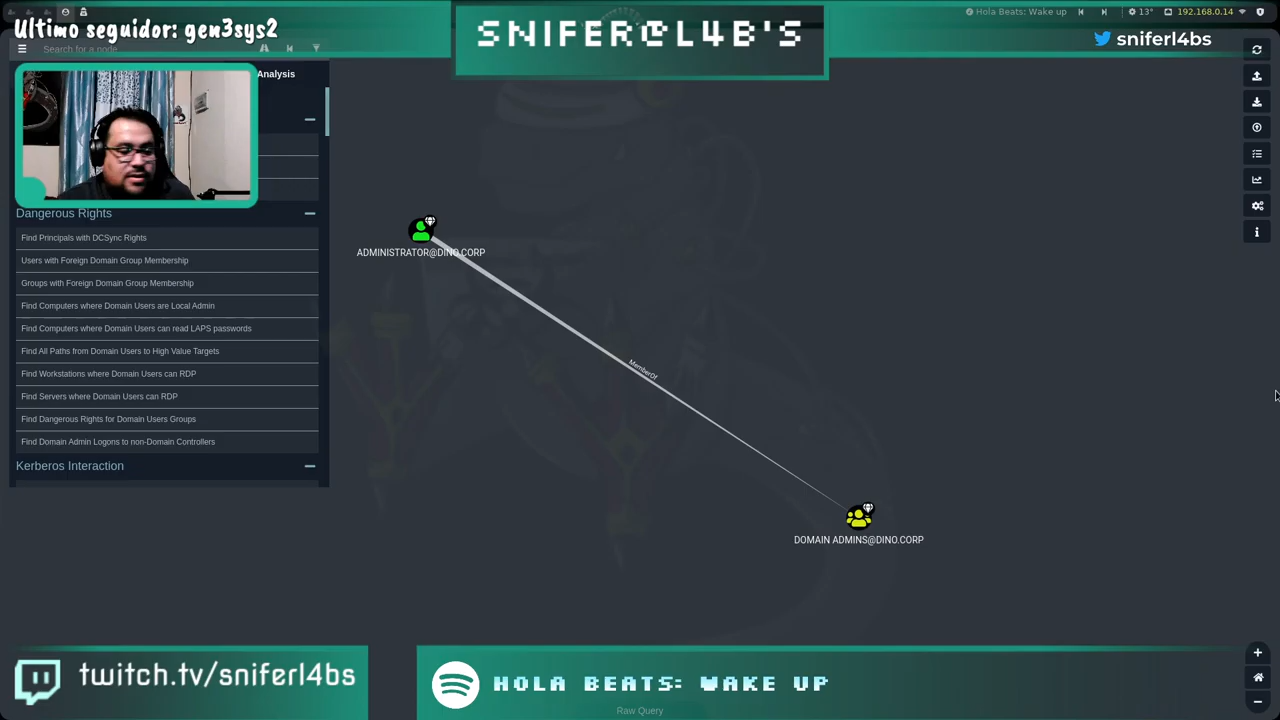 Ultimo seguidor: gen3sys2
SNIFER@L4B'S
Hola Beats: Wake up
13°
192.168.0.14
sniferl4bs
Search for a node
Analysis
Dangerous Rights
Find Principals with DCSync Rights
Users with Foreign Domain Group Membership
Groups with Foreign Domain Group Membership
Find Computers where Domain Users are Local Admin
Find Computers where Domain Users can read LAPS passwords
Find All Paths from Domain Users to High Value Targets
Find Workstations where Domain Users can RDP
Find Servers where Domain Users can RDP
Find Dangerous Rights for Domain Users Groups
Find Domain Admin Logons to non-Domain Controllers
Kerberos Interaction
ADMINISTRATOR@DINO.CORP
MemberOf
DOMAIN ADMINS@DINO.CORP
twitch.tv/sniferl4bs
HOLA BEATS: WAKE UP
Raw Query